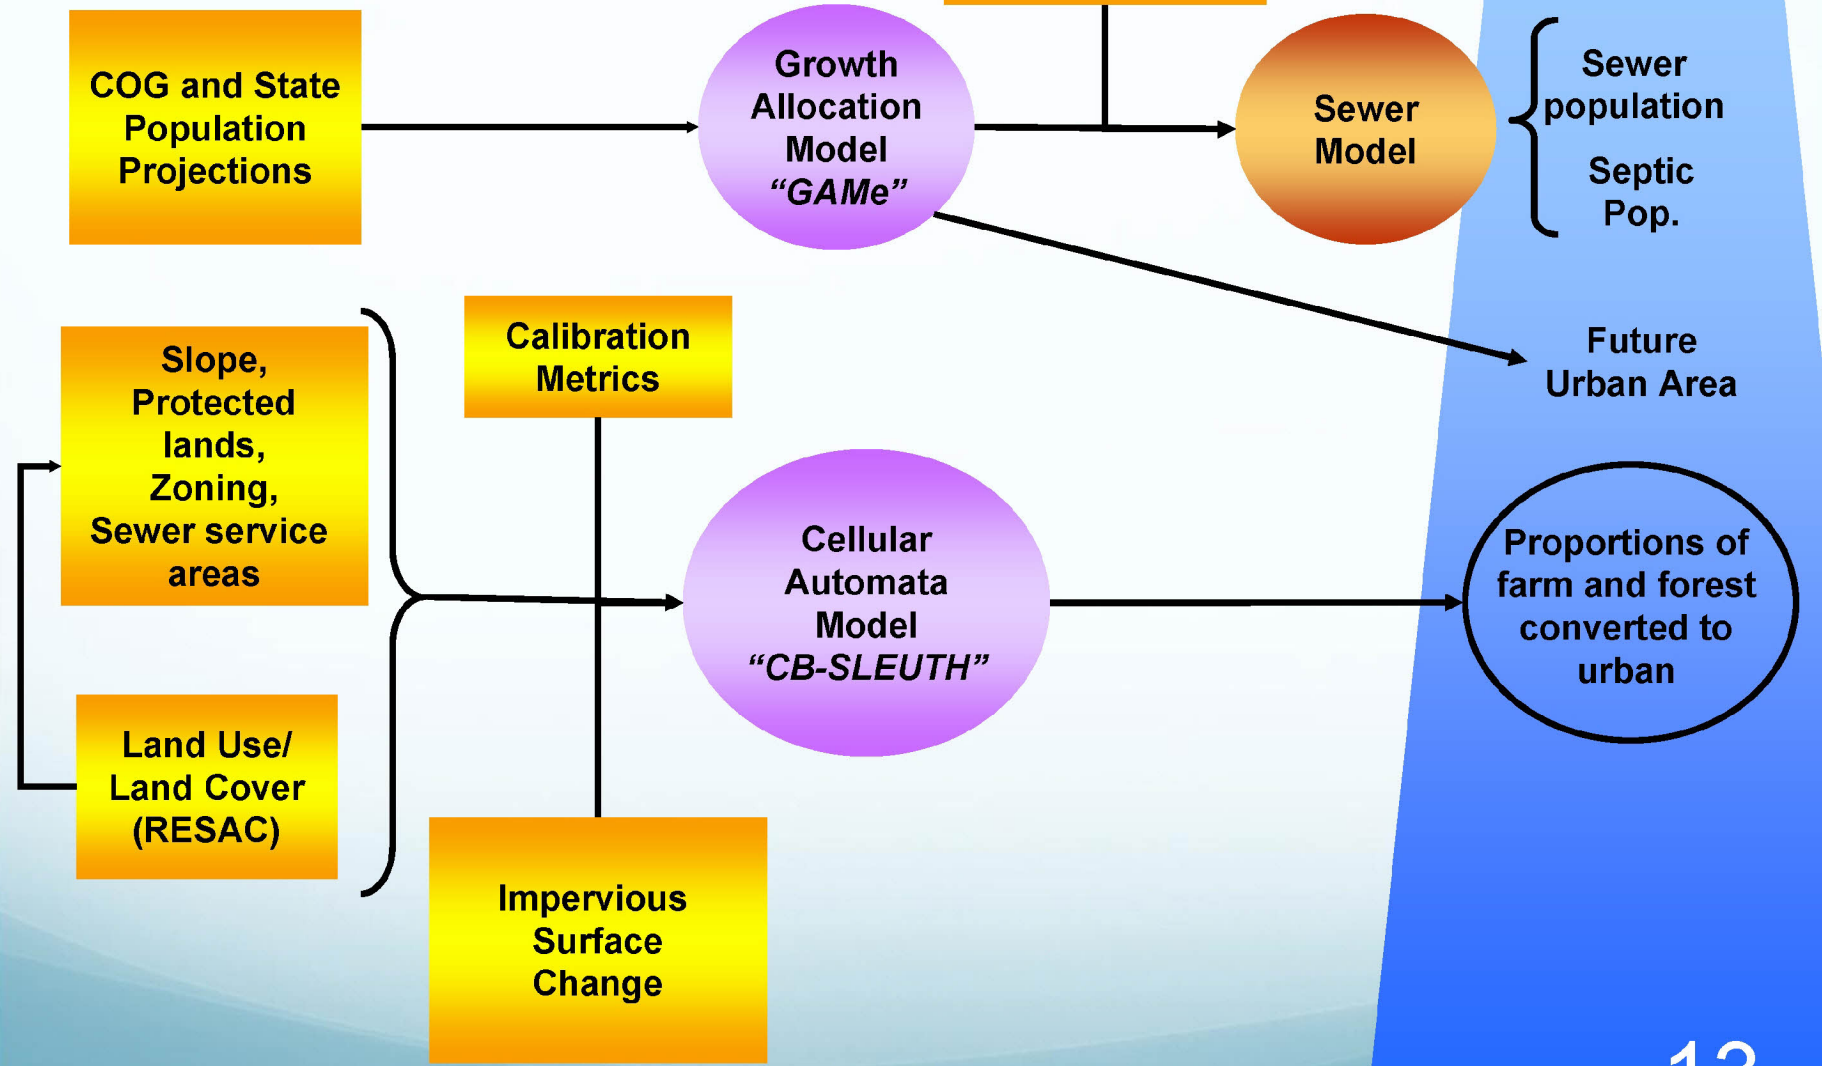 COG and State
Population
Projections
Growth
Allocation
Model
“GAMe”
Sewer
Model
Sewer
population
Septic
Pop.
Future
Urban Area
Slope,
Protected
lands,
Zoning,
Sewer service
areas
Calibration
Metrics
Cellular
Automata
Model
“CB-SLEUTH”
Proportions of
farm and forest
converted to
urban
Land Use/
Land Cover
(RESAC)
Impervious
Surface
Change